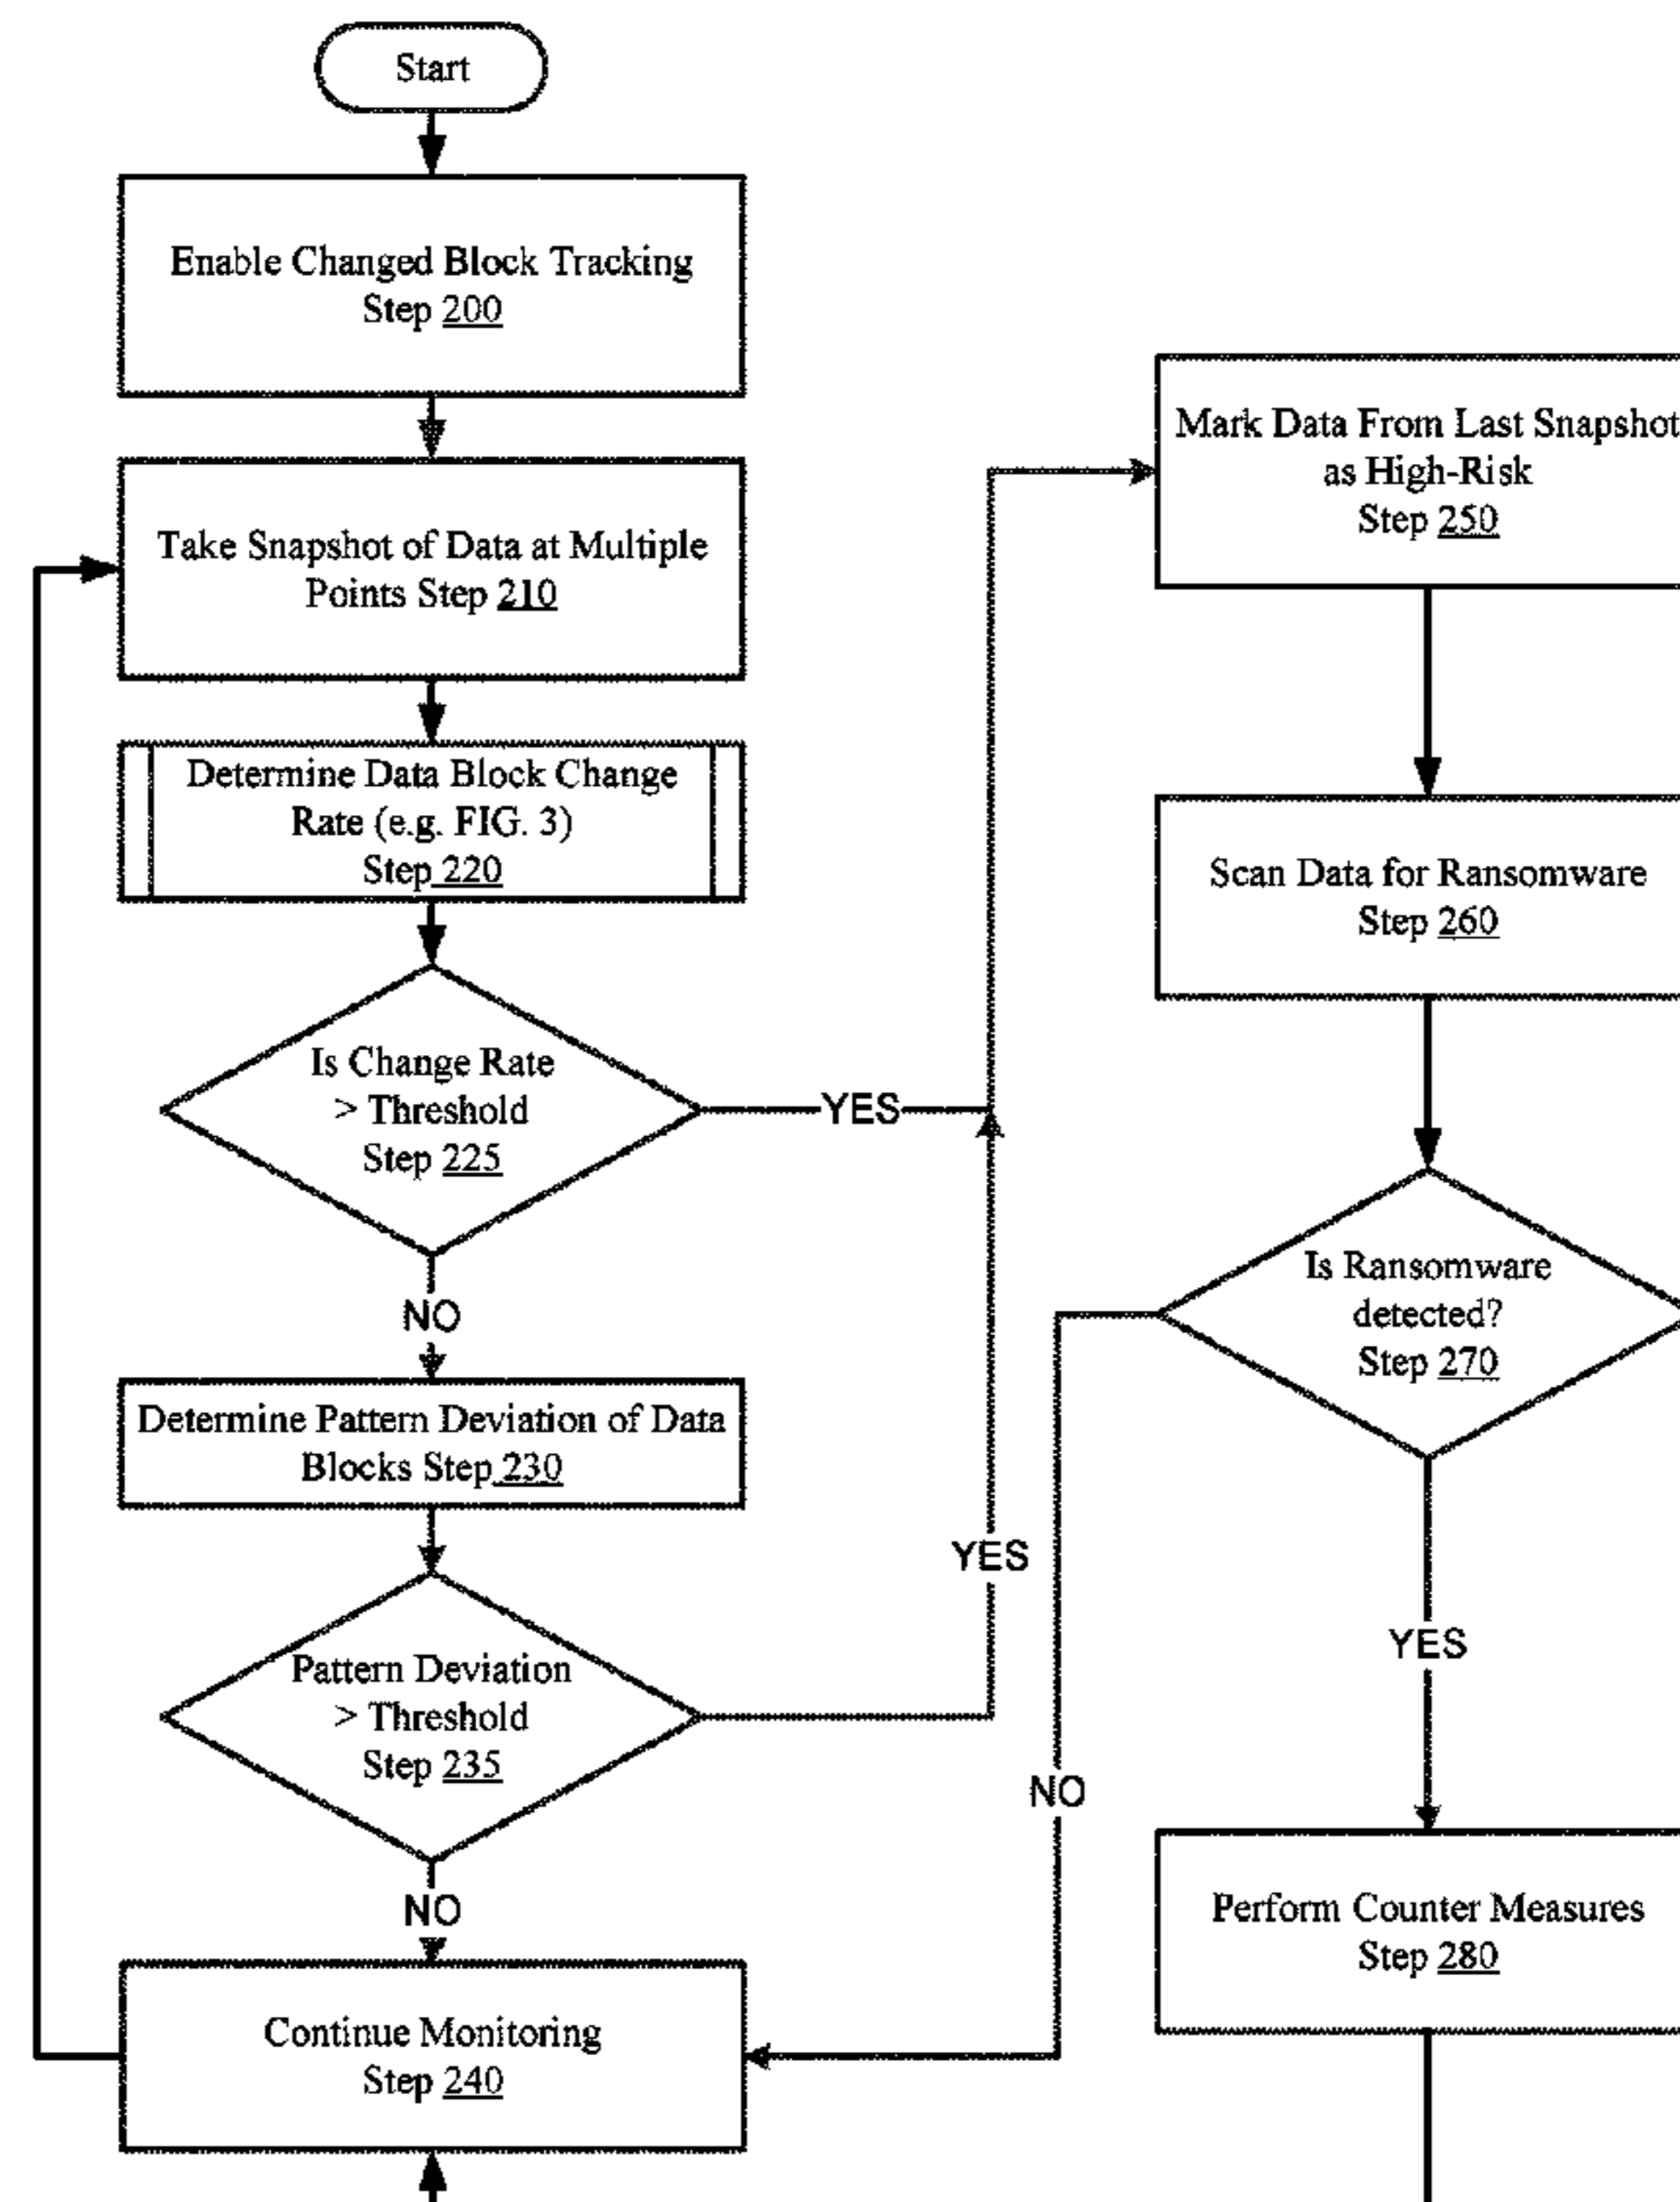 Start
Enable Changed Block Tracking
Step 200
Take Snapshot of Data at Multiple
Points Step 210
Determine Data Block Change
Rate (e.g. FIG. 3)
Step 220
Is Change Rate
> Threshold
Step 225
YES
NO
Determine Pattern Deviation of Data
Blocks Step 230
Pattern Deviation
> Threshold
Step 235
YES
NO
Continue Monitoring
Step 240
Mark Data From Last Snapshot
as High-Risk
Step 250
Scan Data for Ransomware
Step 260
Is Ransomware
detected?
Step 270
NO
YES
Perform Counter Measures
Step 280